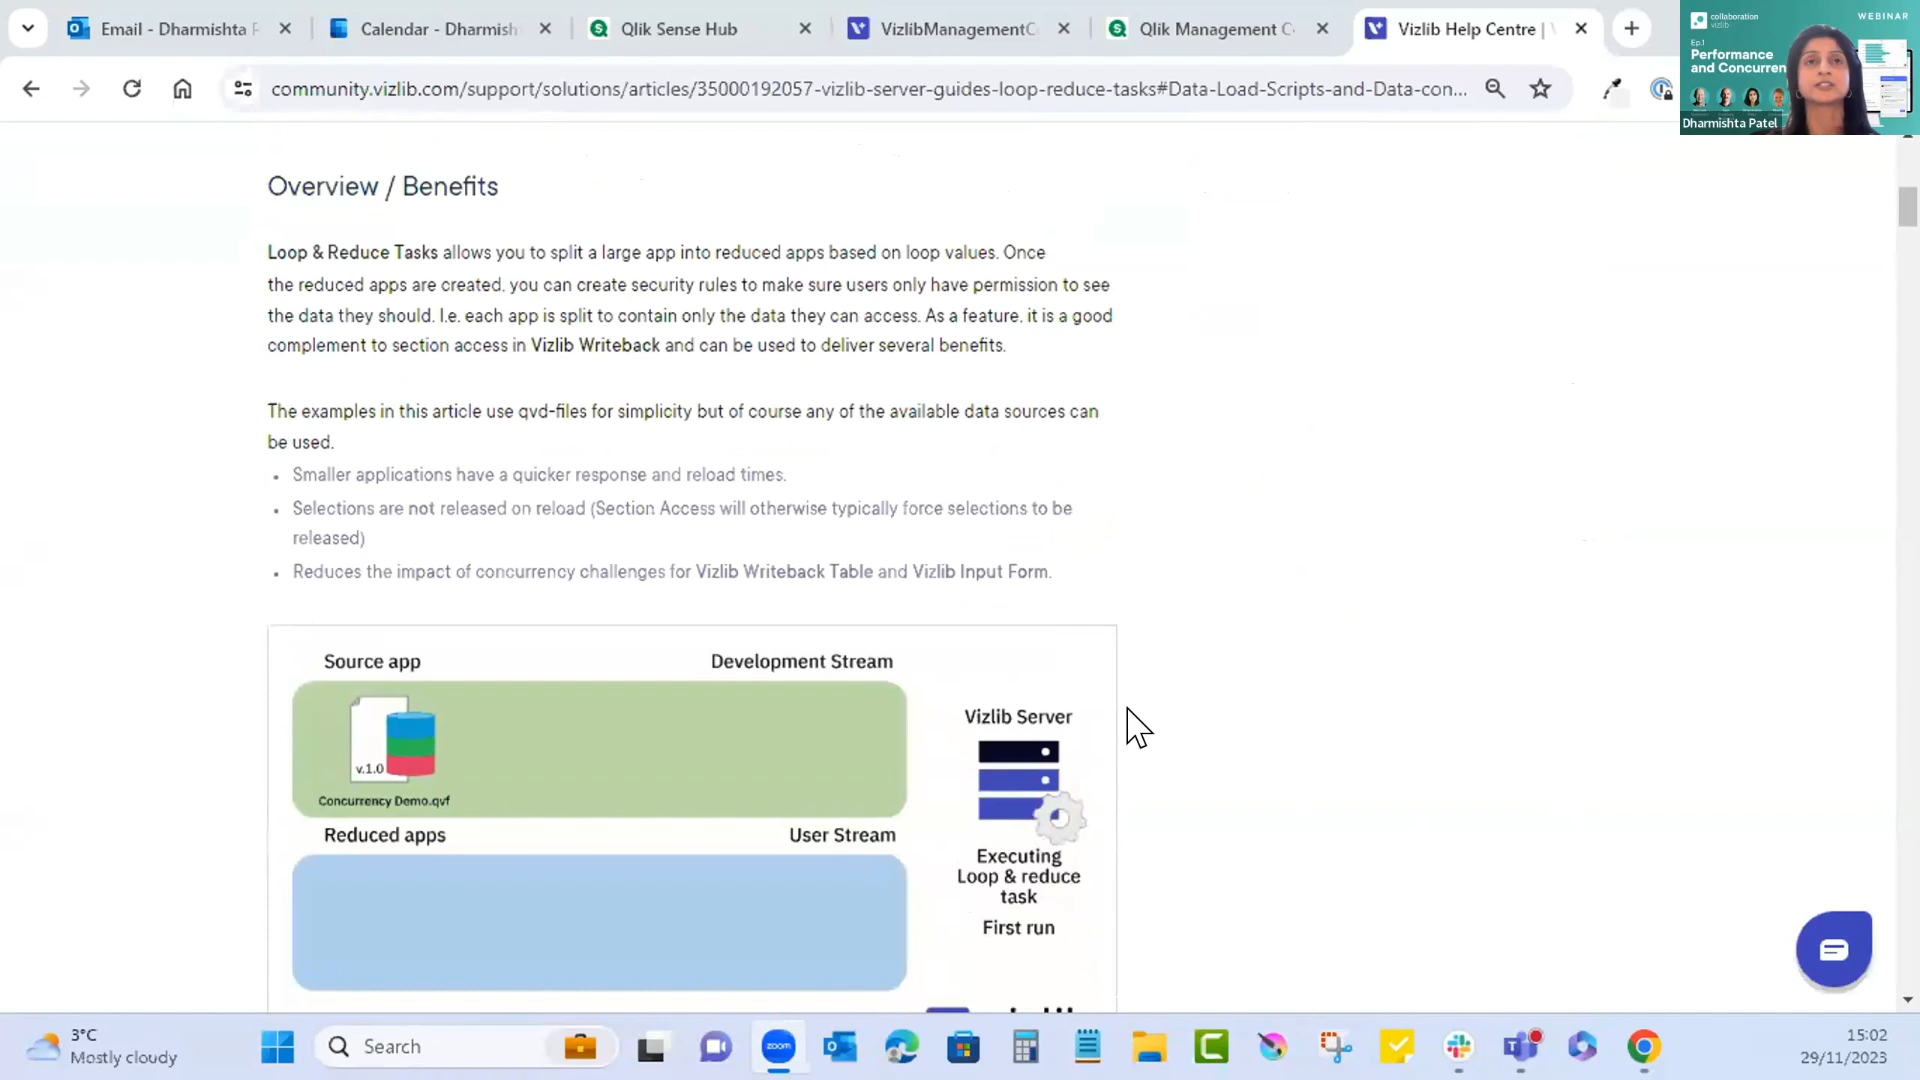 Email - Dharmishta P
Calendar - Dharmish
Qlik Sense Hub
VizlibManagementC
Qlik Management C
Vizlib Help Centre |
community.vizlib.com/support/solutions/articles/35000192057-vizlib-server-guides-loop-reduce-tasks#Data-Load-Scripts-and-Data-con...
collaboration
vizlib
WEBINAR
Ep.1
Performance
and Concurren
Dharmishta Patel
Overview / Benefits
Loop & Reduce Tasks allows you to split a large app into reduced apps based on loop values. Once
the reduced apps are created, you can create security rules to make sure users only have permission to see
the data they should. I.e. each app is split to contain only the data they can access. As a feature, it is a good
complement to section access in Vizlib Writeback and can be used to deliver several benefits.
The examples in this article use qvd-files for simplicity but of course any of the available data sources can
be used.
• Smaller applications have a quicker response and reload times.
• Selections are not released on reload (Section Access will otherwise typically force selections to be
released)
• Reduces the impact of concurrency challenges for Vizlib Writeback Table and Vizlib Input Form.
Source app
Development Stream
v.1.0
Concurrency Demo.qvf
Reduced apps
User Stream
Vizlib Server
Executing
Loop & reduce
task
First run
3°C
Mostly cloudy
Search
zoom
15:02
29/11/2023